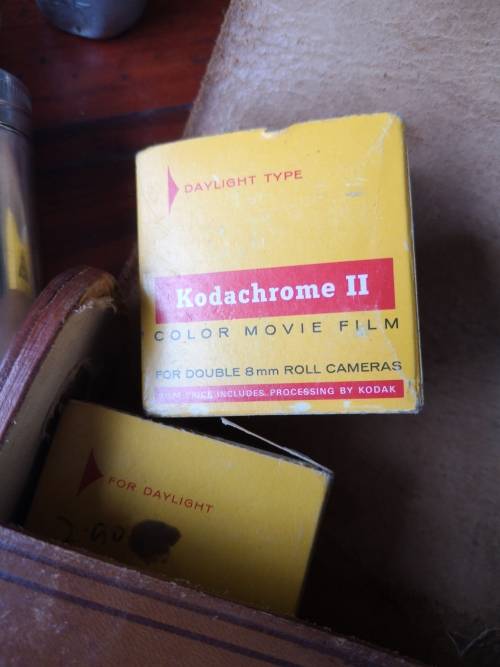 DAYLIGHT TYPE
Kodachrome II
COLOR MOVIE FILM
FOR DOUBLE 8mm ROLL CAMERAS
FILM PRICE INCLUDES PROCESSING BY KODAK
FOR DAYLIGHT